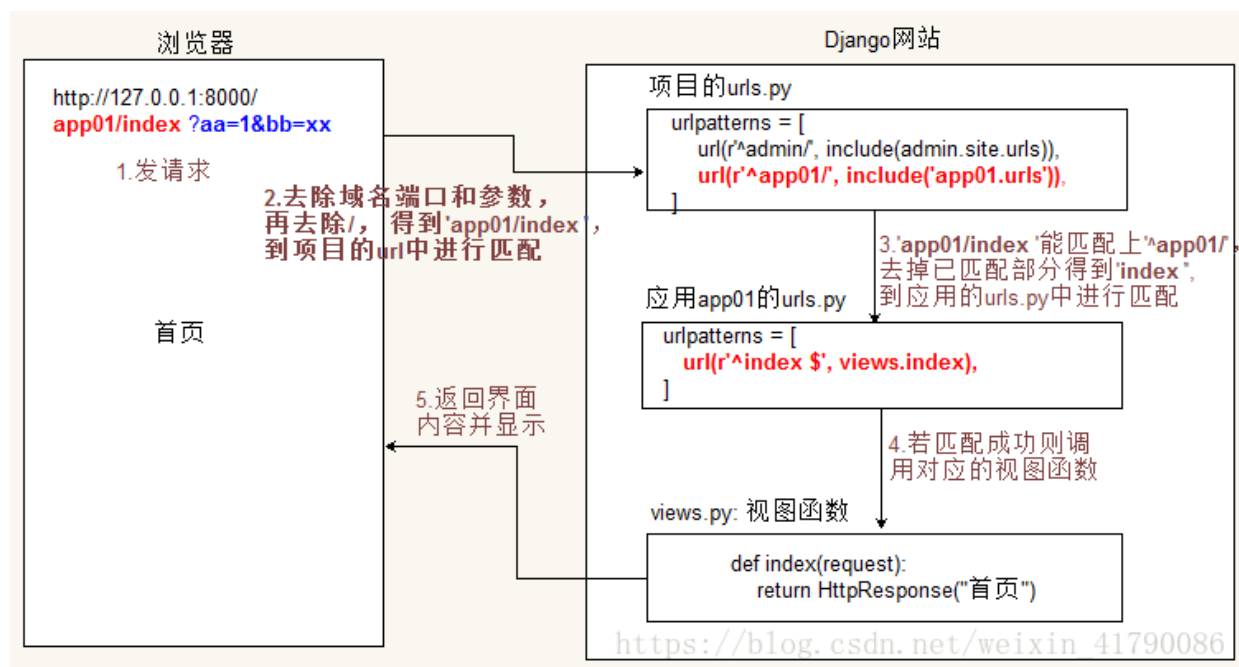 浏览器
http://127.0.0.1:8000/
app01/index ?aa=1&bb=xx
1.发请求
首页
2.去除域名端口和参数，
再去除/， 得到'app01/index '，
到项目的url中进行匹配
Django网站
项目的urls.py
urlpatterns = [
url(r'^admin/', include(admin.site.urls)),
url(r'^app01/', include('app01.urls')),
]
3.'app01/index '能匹配上'^app01/'，
去掉已匹配部分得到'index ',
到应用的urls.py中进行匹配
应用app01的urls.py
urlpatterns = [
url(r'^index $', views.index),
]
4.若匹配成功则调
用对应的视图函数
views.py: 视图函数
def index(request):
return HttpResponse("首页")
5.返回界面
内容并显示
https://blog.csdn.net/weixin_41790086